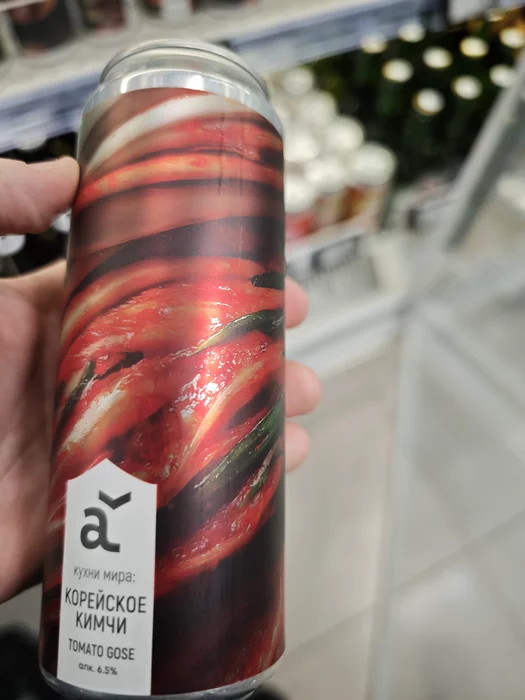 ă
кухни мира:
КОРЕЙСКОЕ
КИМЧИ
TOMATO GOSE
алк. 6.5%